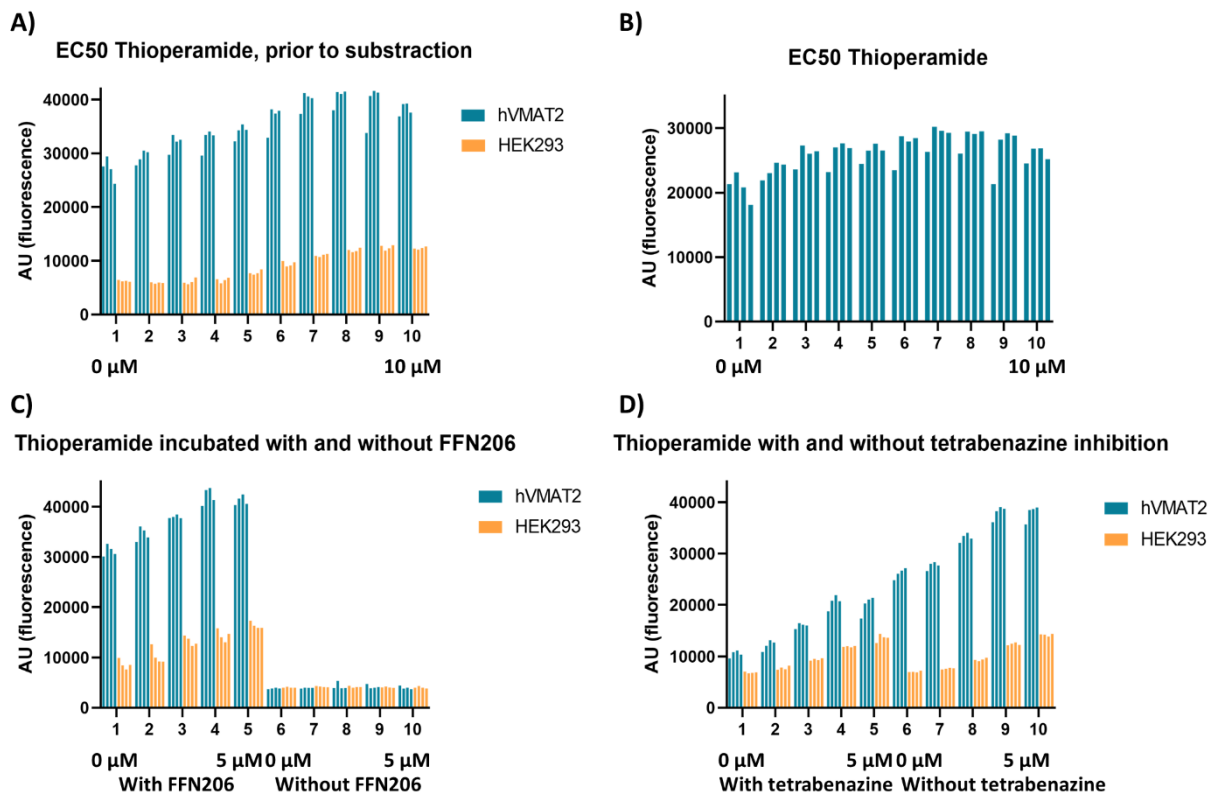 A)
EC50 Thioperamide, prior to substraction
AU (fluorescence)
40000
30000
20000
10000
0
1 2 3 4 5 6 7 8 9 10
0 µM 10 µM
hVMAT2
HEK293
B)
EC50 Thioperamide
AU (fluorescence)
30000
20000
10000
0
1 2 3 4 5 6 7 8 9 10
0 µM 10 µM
C)
Thioperamide incubated with and without FFN206
AU (fluorescence)
40000
30000
20000
10000
0
1 2 3 4 5 6 7 8 9 10
0 µM 5 µM 0 µM 5 µM
With FFN206 Without FFN206
hVMAT2
HEK293
D)
Thioperamide with and without tetrabenazine inhibition
AU (fluorescence)
40000
30000
20000
10000
0
1 2 3 4 5 6 7 8 9 10
0 µM 5 µM 0 µM 5 µM
With tetrabenazine Without tetrabenazine
hVMAT2
HEK293